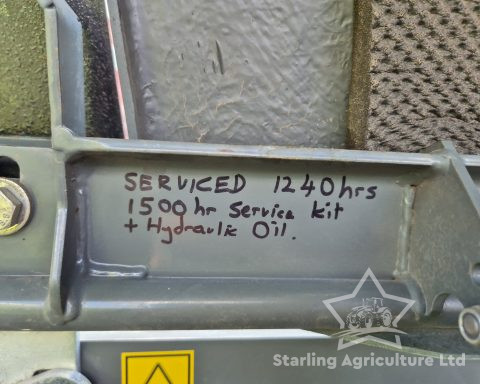 SERVICED 1240hrs
1500hr Service kit
+ Hydraulic Oil.
Starling Agriculture Ltd